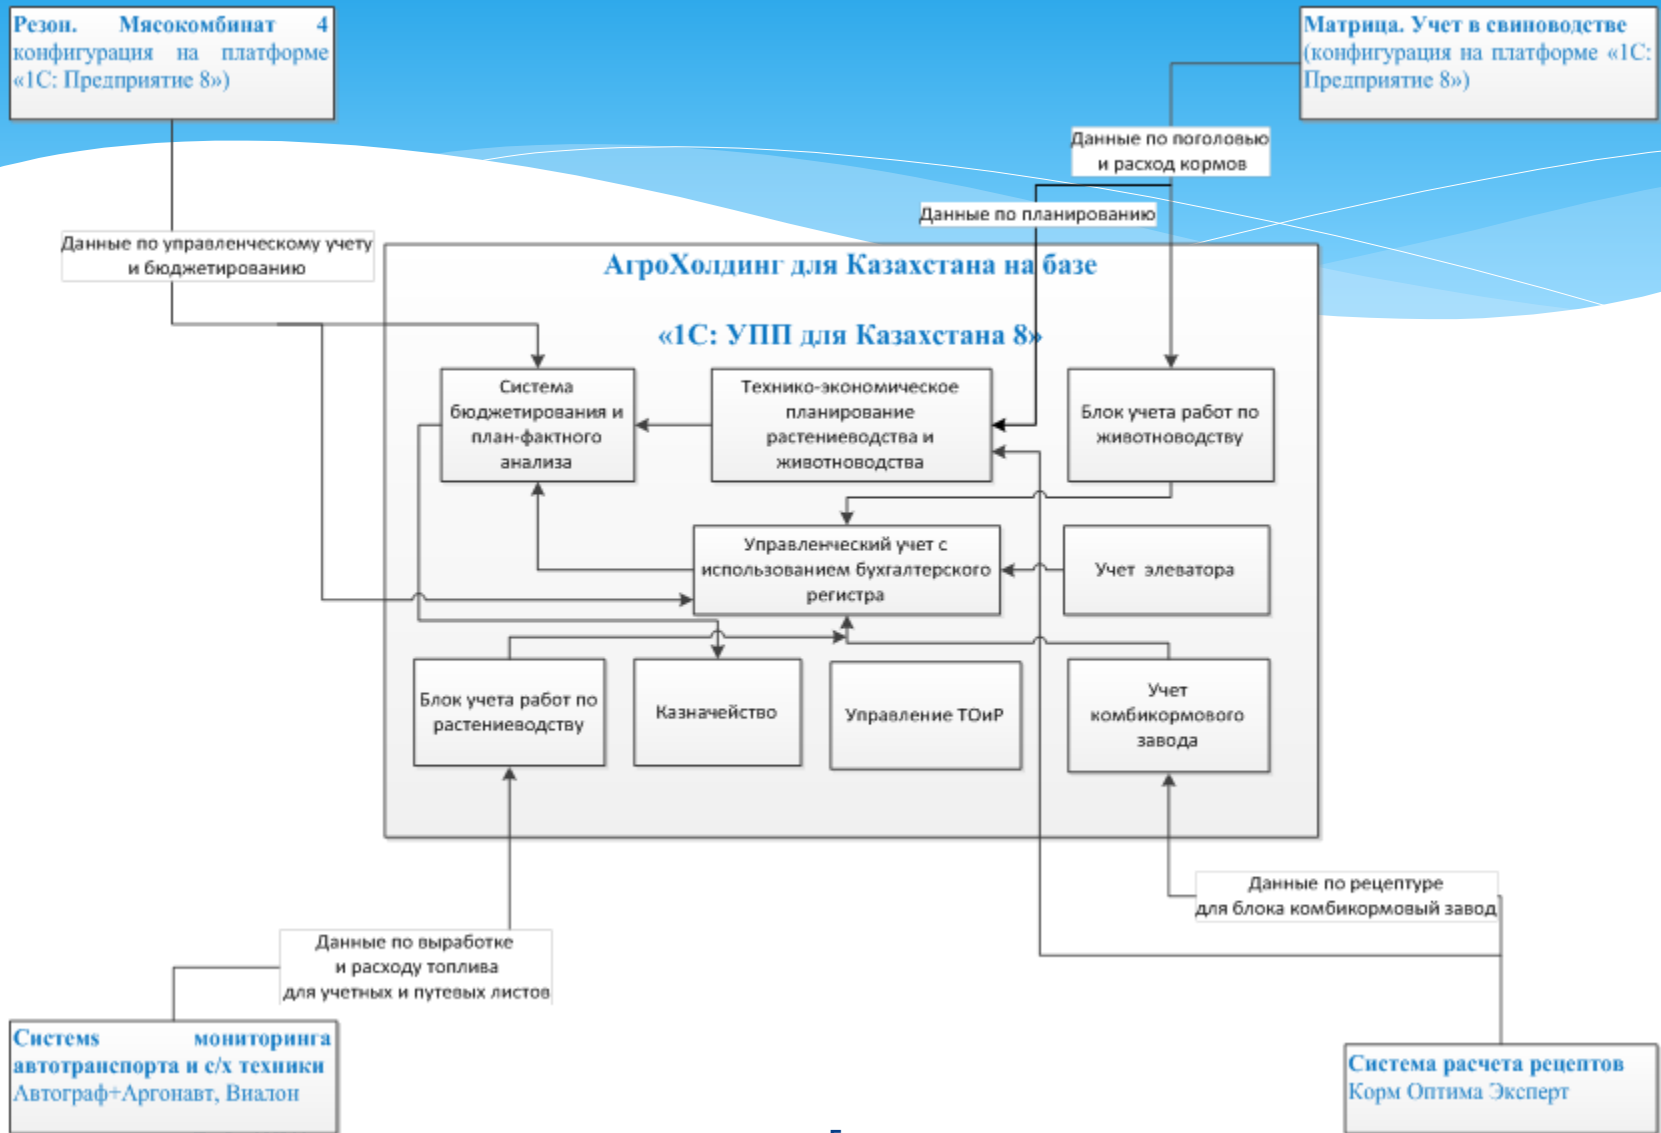 Резон. Мясокомбинат 4
конфигурация на платформе
«1С: Предприятие 8»)
Матрица. Учет в свиноводстве
(конфигурация на платформе «1С:
Предприятие 8»)
Данные по поголовью
и расход кормов
Данные по планированию
Данные по управленческому учету
и бюджетированию
АгроХолдинг для Казахстана на базе
«1С: УПП для Казахстана 8»
Система
бюджетирования и
план-фактного
анализа
Технико-экономическое
планирование
растениеводства и
животноводства
Блок учета работ по
животноводству
Управленческий учет с
использованием бухгалтерского
регистра
Учет элеватора
Блок учета работ по
растениеводству
Казначейство
Управление ТОиР
Учет
комбикормового
завода
Данные по рецептуре
для блока комбикормовый завод
Данные по выработке
и расходу топлива
для учетных и путевых листов
Системs мониторинга
автотранспорта и с/х техники
Автограф+Аргонавт, Виалон
Система расчета рецептов
Корм Оптима Эксперт